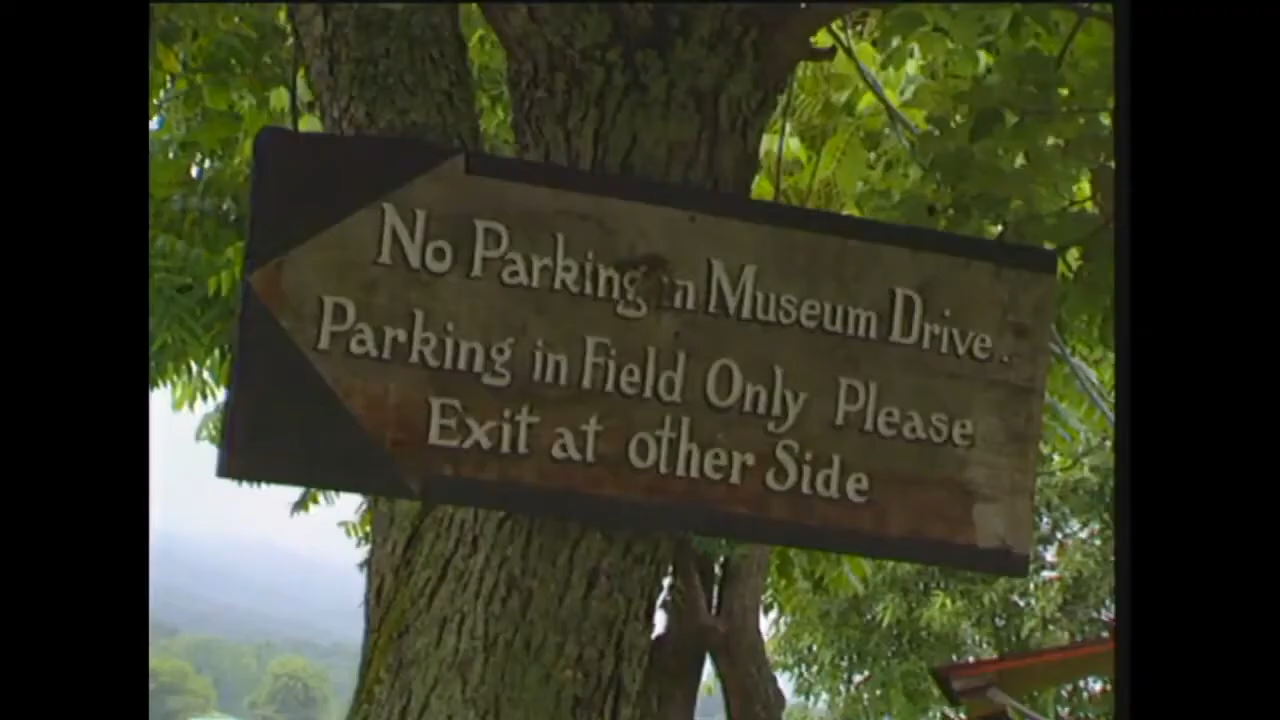 No Parking in Museum Drive.
Parking in Field Only Please
Exit at other Side